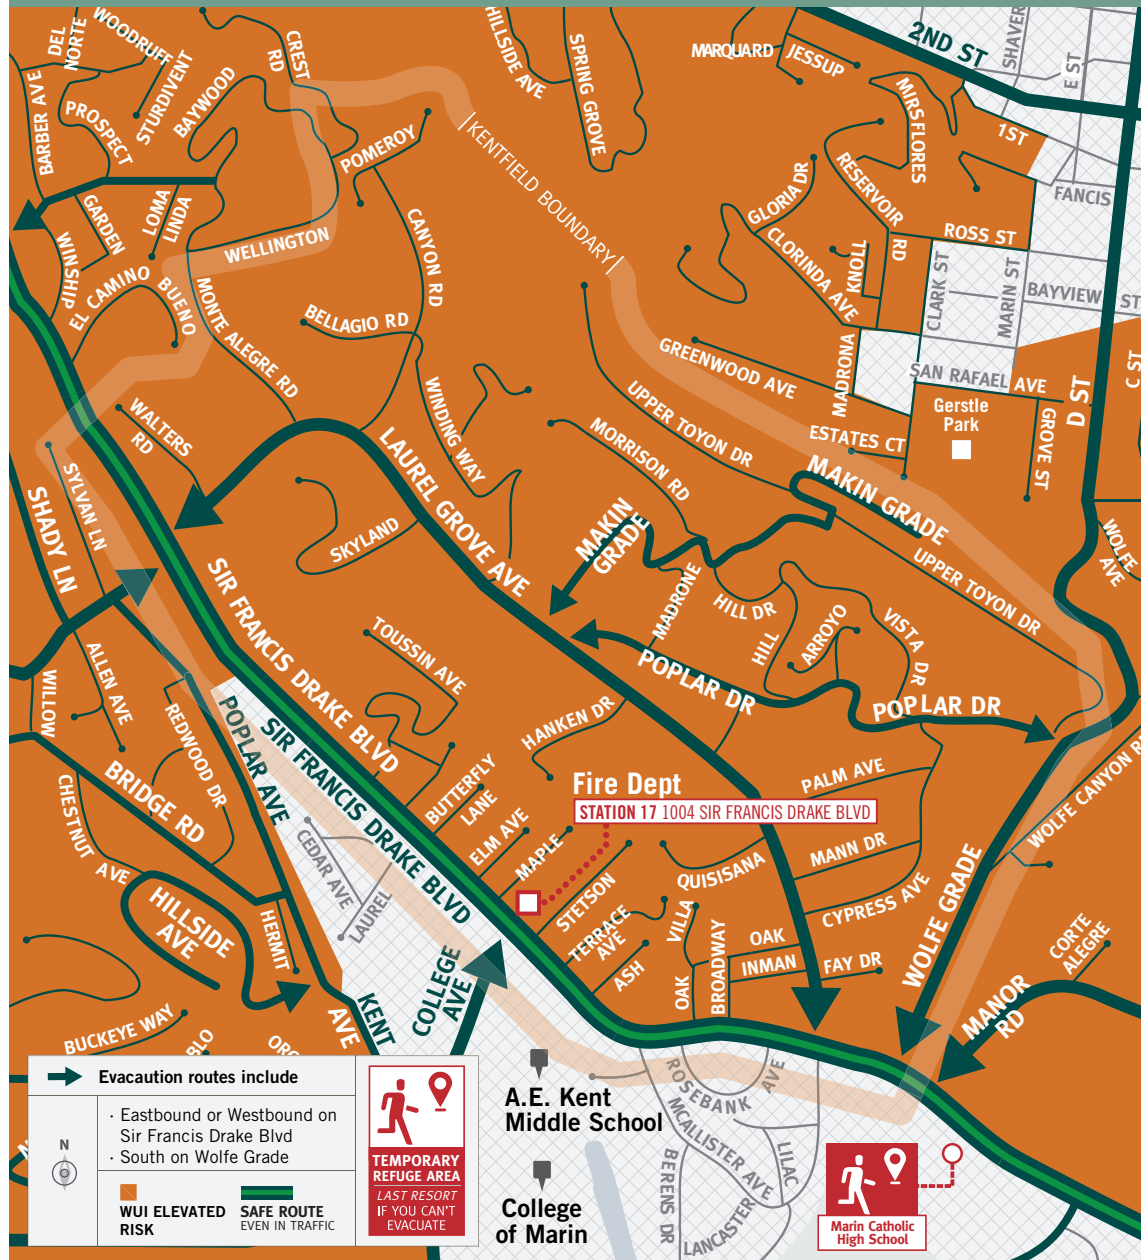 DEL
NORTE
WOODRUFF
CREST
RD
HILLSIDE AVE
SPRING GROVE
MARQUARD
JESSUP
2ND ST
SHAVER
E ST
BARBER AVE
PROSPECT
STURDIVENT
BAYWOOD
POMEROY
KENTFIELD BOUNDARY
MIRSFLORES
1ST
FANCIS
GARDEN
LOMA
LINDA
WELLINGTON
CANYON RD
GLORIA DR
RESERVOIR
RD
ROSS ST
CLORINDA AVE
KNOLL
CLARK ST
MARIN ST
BAYVIEW
ST
WINSHIP
EL CAMINO
BUENO
MONTE ALEGRE RD
BELLAGIO RD
GREENWOOD AVE
MADRONA
SAN RAFAEL AVE
C ST
D ST
Gerstle
Park
GROVE ST
WALTERS
RD
WINDING WAY
UPPER TOYON DR
MORRISON RD
ESTATES CT
MAKIN GRADE
LAUREL GROVE AVE
SYLVAN LN
SHADY LN
SKYLAND
MAKIN
GRADE
UPPER TOYON DR
WOLFE
AVE
SIR FRANCIS DRAKE BLVD
MADRONE
HILL DR
HILL
ARROYO
VISTA DR
TOUSSIN AVE
POPLAR DR
POPLAR DR
ALLEN AVE
WILLOW
REDWOOD DR
POPLAR AVE
SIR FRANCIS DRAKE BLVD
HANKEN DR
BRIDGE RD
CHESTNUT
AVE
BUTTERFLY
LANE
Fire Dept
STATION 17 1004 SIR FRANCIS DRAKE BLVD
PALM AVE
WOLFE CANYON R
ELM AVE
MAPLE
CEDAR AVE
LAUREL
STETSON
QUISISANA
MANN DR
CYPRESS AVE
WOLFE GRADE
HILLSIDE
AVE
HERMIT
TERRACE
AVE
VILLA
OAK
ASH
BROADWAY
OAK
INMAN
FAY DR
CORTE
ALEGRE
COLLEGE
AVE
KENT
AVE
MANOR
RD
BUCKEYE WAY
BLO
ORC
ROSEBANK
AVE
MCALLISTER AVE
LILAC
BERENS DR
LANCASTER
A.E. Kent
Middle School
College
of Marin
Marin Catholic
High School
Evacaution routes include
· Eastbound or Westbound on
Sir Francis Drake Blvd
· South on Wolfe Grade
N
WUI ELEVATED
RISK
SAFE ROUTE
EVEN IN TRAFFIC
TEMPORARY
REFUGE AREA
LAST RESORT
IF YOU CAN'T
EVACUATE